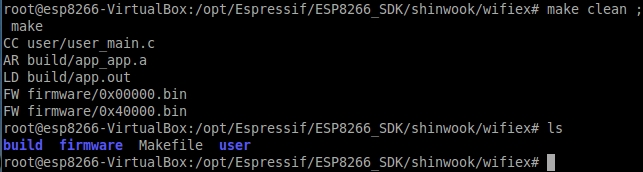 root@esp8266-VirtualBox:/opt/Espressif/ESP8266_SDK/shinwook/wifiex# make clean ;
 make
CC user/user_main.c
AR build/app_app.a
LD build/app.out
FW firmware/0x00000.bin
FW firmware/0x40000.bin
root@esp8266-VirtualBox:/opt/Espressif/ESP8266_SDK/shinwook/wifiex# ls
build  firmware  Makefile  user
root@esp8266-VirtualBox:/opt/Espressif/ESP8266_SDK/shinwook/wifiex#